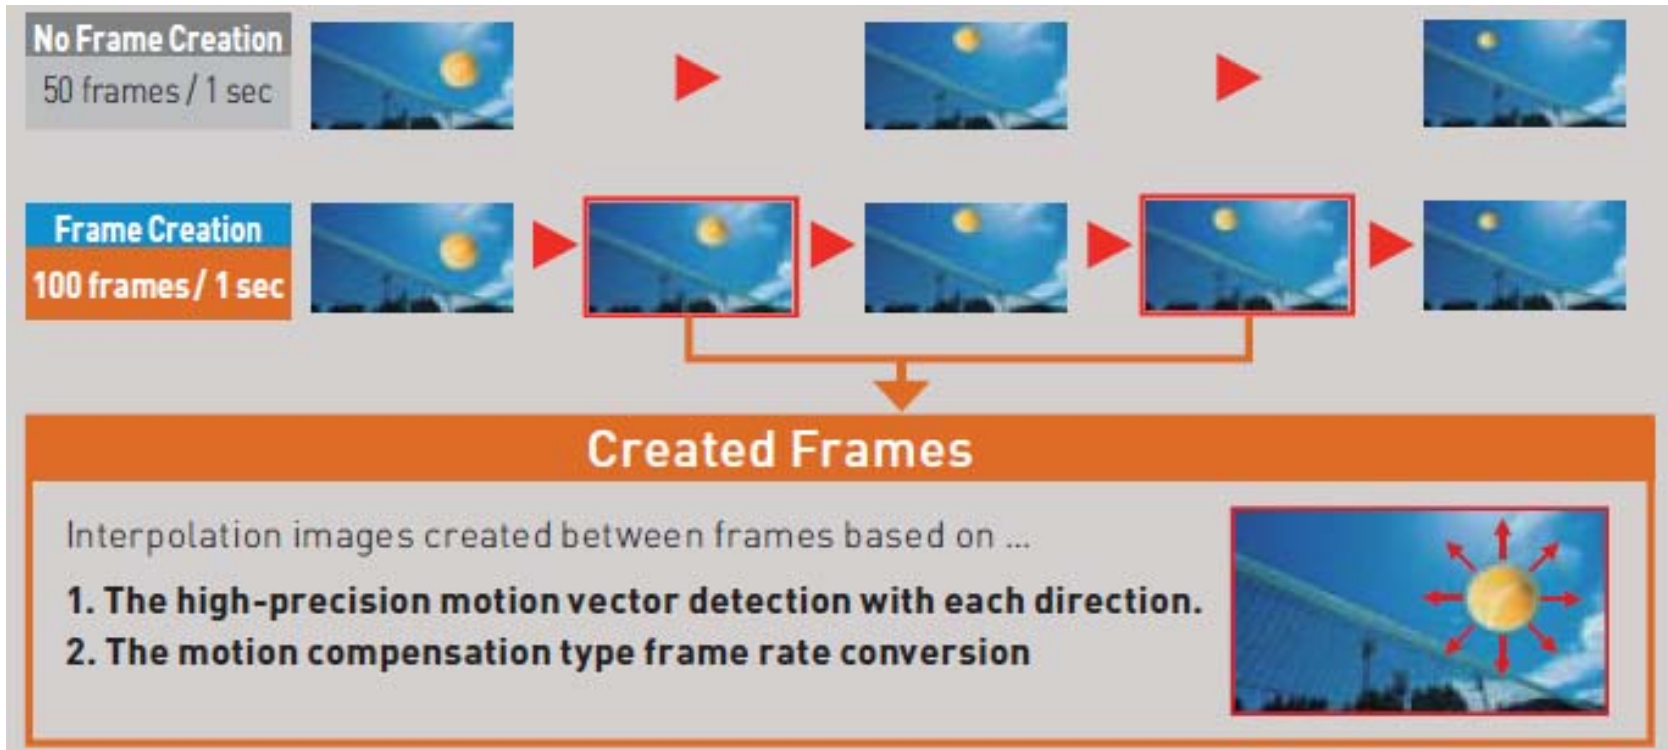 No Frame Creation
50 frames / 1 sec
Frame Creation
100 frames / 1 sec
Created Frames
Interpolation images created between frames based on ...
1. The high-precision motion vector detection with each direction.
2. The motion compensation type frame rate conversion